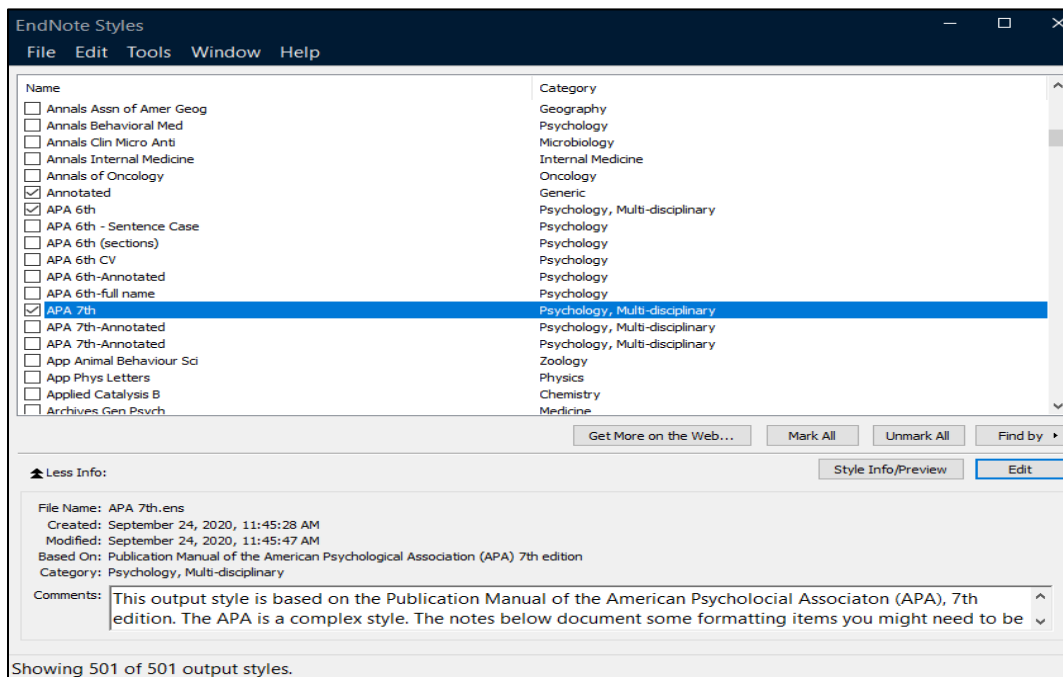 EndNote Styles
File Edit Tools Window Help
Name Category
Annals Assn of Amer Geog Geography
Annals Behavioral Med Psychology
Annals Clin Micro Anti Microbiology
Annals Internal Medicine Internal Medicine
Annals of Oncology Oncology
Annotated Generic
APA 6th Psychology, Multi-disciplinary
APA 6th - Sentence Case Psychology
APA 6th (sections) Psychology
APA 6th CV Psychology
APA 6th-Annotated Psychology
APA 6th-full name Psychology
APA 7th Psychology, Multi-disciplinary
APA 7th-Annotated Psychology, Multi-disciplinary
APA 7th-Annotated Psychology, Multi-disciplinary
App Animal Behaviour Sci Zoology
App Phys Letters Physics
Applied Catalysis B Chemistry
Archives Gen Psych Medicine
Get More on the Web... Mark All Unmark All Find by
Less Info: Style Info/Preview Edit
File Name: APA 7th.ens
Created: September 24, 2020, 11:45:28 AM
Modified: September 24, 2020, 11:45:47 AM
Based On: Publication Manual of the American Psychological Association (APA) 7th edition
Category: Psychology, Multi-disciplinary
Comments: This output style is based on the Publication Manual of the American Psycholocial Associaton (APA), 7th
edition. The APA is a complex style. The notes below document some formatting items you might need to be
Showing 501 of 501 output styles.